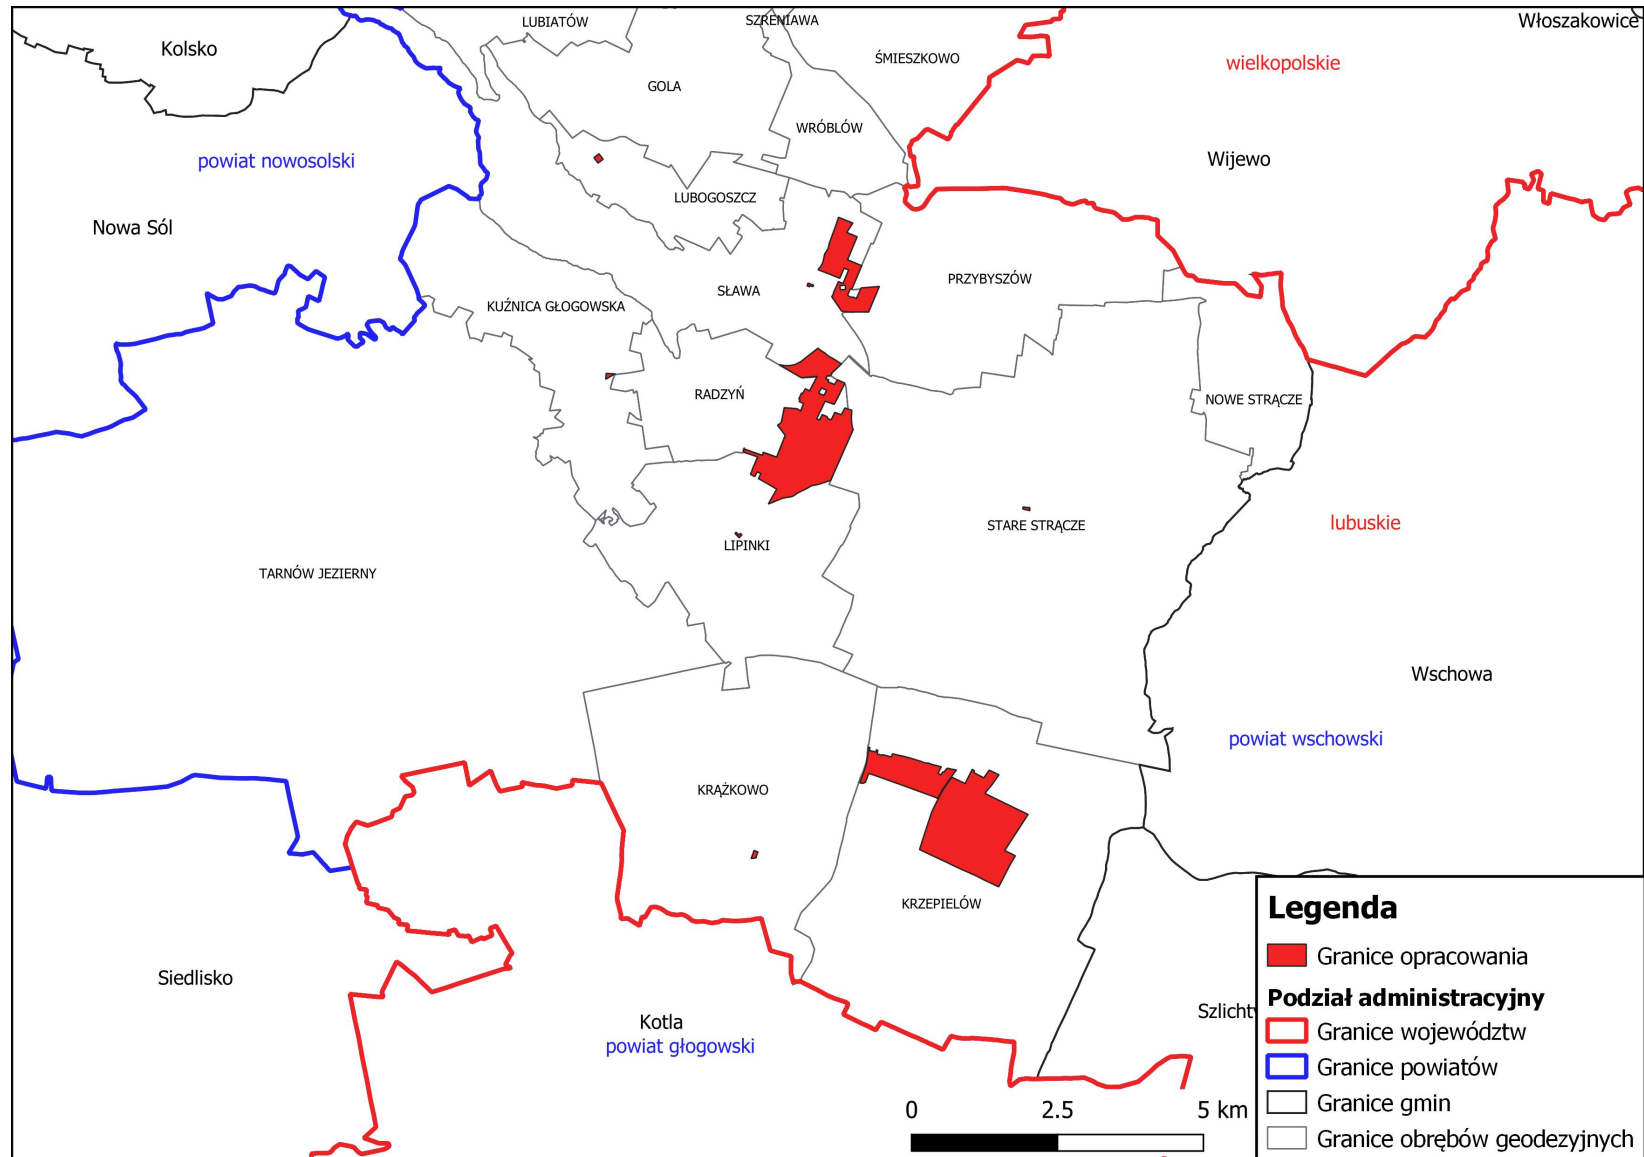 LUBIATÓW
SZRENIAWA
Włoszakowice
Kolsko
ŚMIESZKOWO
wielkopolskie
GOLA
WRÓBLÓW
powiat nowosolski
Wijewo
LUBOGOSZCZ
Nowa Sól
PRZYBYSZÓW
SŁAWA
KUŹNICA GŁOGOWSKA
RADZYŃ
NOWE STRĄCZE
STARE STRĄCZE
lubuskie
LIPINKI
TARNÓW JEZIERNY
Wschowa
powiat wschowski
KRĄŻKOWO
KRZEPIELÓW
Siedlisko
Szlicht
Kotla
powiat głogowski
0 2.5 5 km
Legenda
Granice opracowania
Podział administracyjny
Granice województw
Granice powiatów
Granice gmin
Granice obrębów geodezyjnych